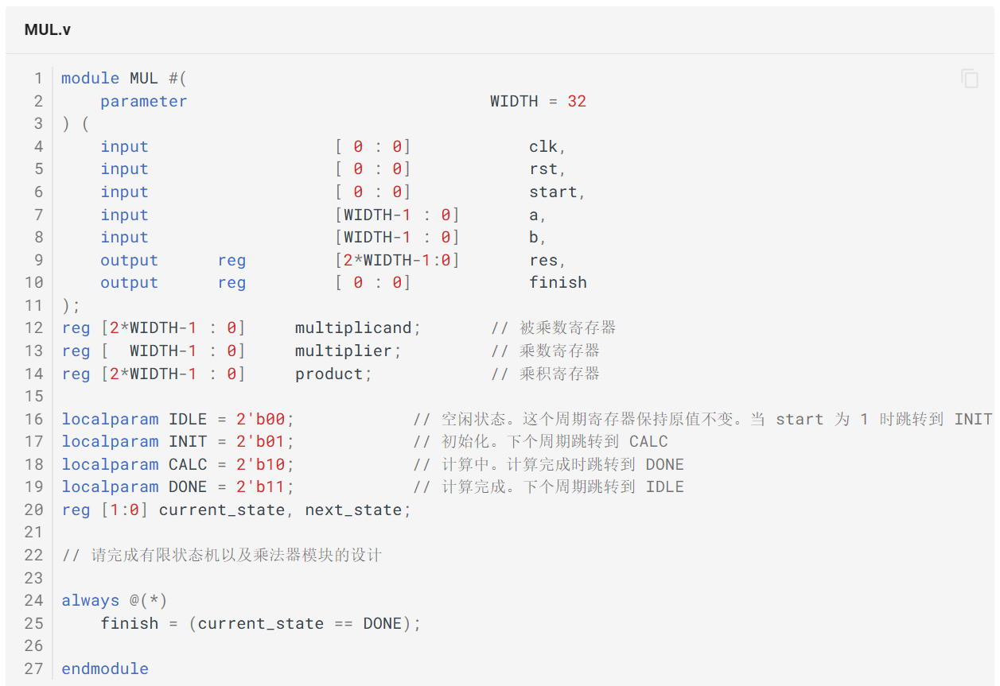 MUL.v
1 module MUL #(
2     parameter                               WIDTH = 32
3 ) (
4     input                   [ 0 : 0]            clk,
5     input                   [ 0 : 0]            rst,
6     input                   [ 0 : 0]            start,
7     input                   [WIDTH-1 : 0]       a,
8     input                   [WIDTH-1 : 0]       b,
9     output      reg         [2*WIDTH-1:0]       res,
10     output      reg         [ 0 : 0]            finish
11 );
12 reg [2*WIDTH-1 : 0]     multiplicand;       // 被乘数寄存器
13 reg [  WIDTH-1 : 0]     multiplier;         // 乘数寄存器
14 reg [2*WIDTH-1 : 0]     product;            // 乘积寄存器
15
16 localparam IDLE = 2'b00;            // 空闲状态。这个周期寄存器保持原值不变。当 start 为 1 时跳转到 INIT
17 localparam INIT = 2'b01;            // 初始化。下个周期跳转到 CALC
18 localparam CALC = 2'b10;            // 计算中。计算完成时跳转到 DONE
19 localparam DONE = 2'b11;            // 计算完成。下个周期跳转到 IDLE
20 reg [1:0] current_state, next_state;
21
22 // 请完成有限状态机以及乘法器模块的设计
23
24 always @(*)
25     finish = (current_state == DONE);
26
27 endmodule